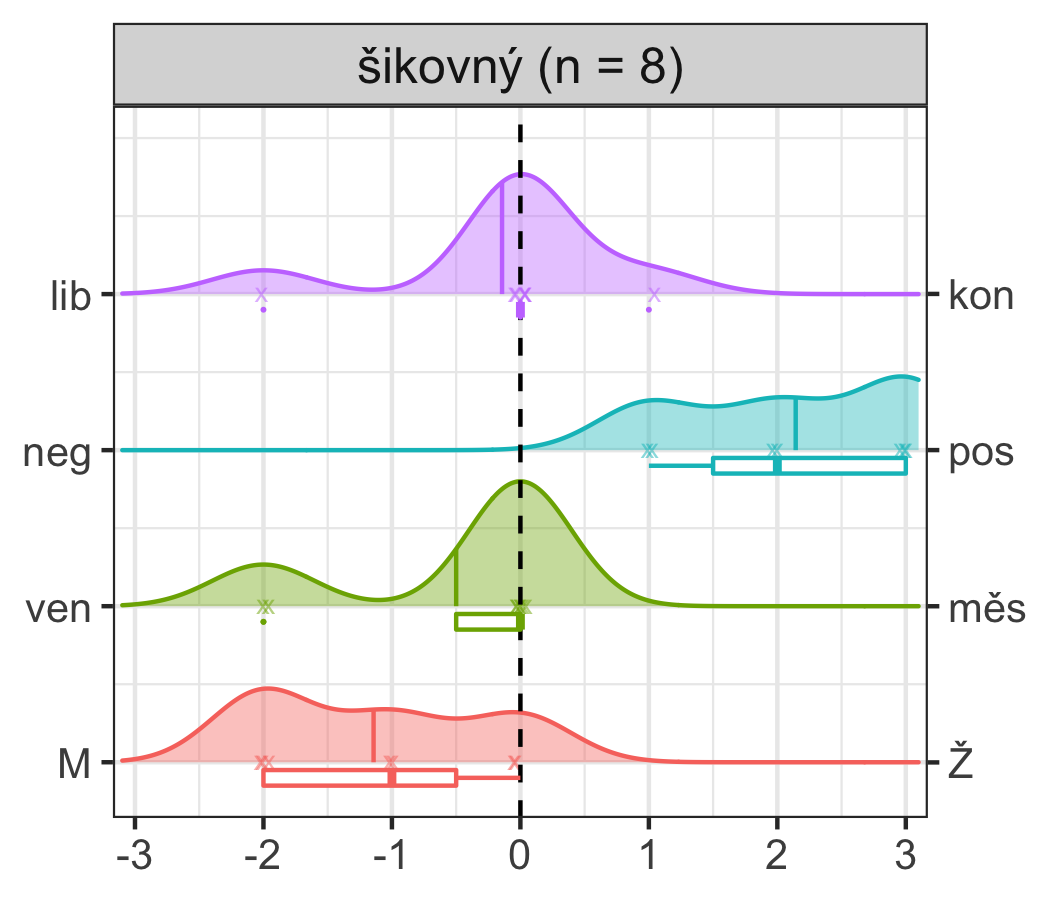 šikovný (n = 8)
lib kon
neg pos
ven měs
M Ž
-3 -2 -1 0 1 2 3